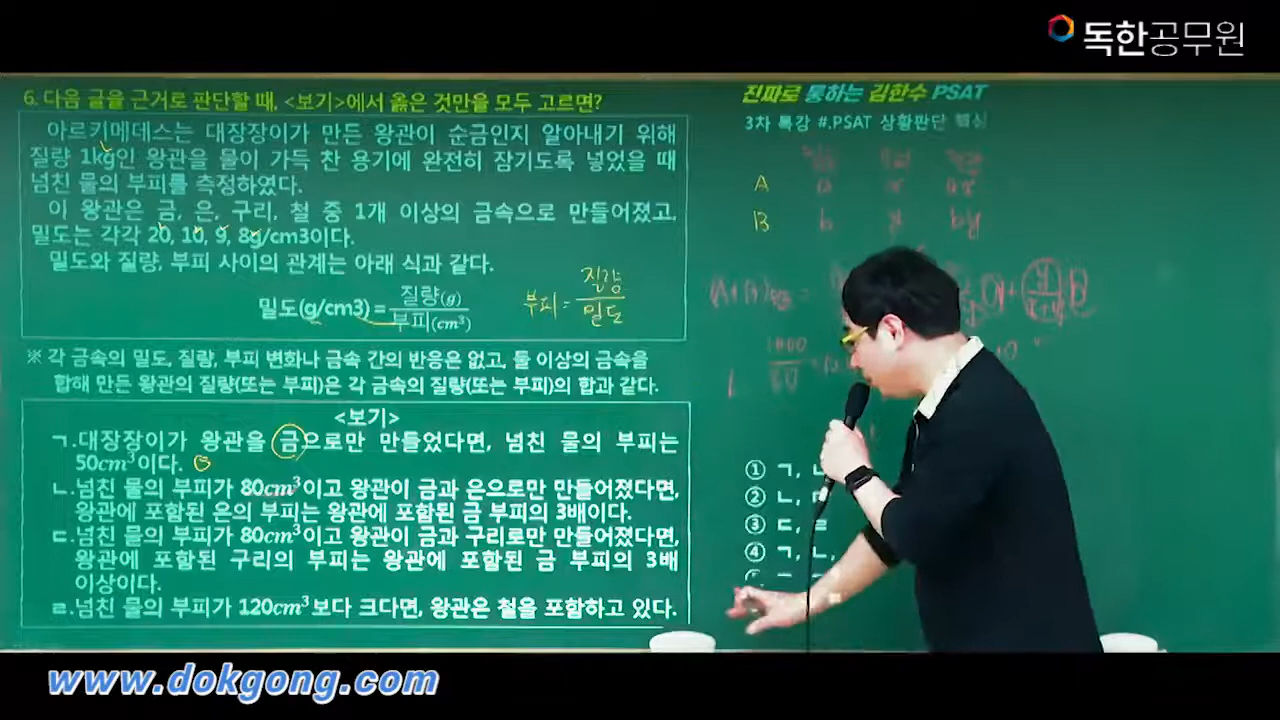 독한공무원
6. 다음 글을 근거로 판단할 때, <보기>에서 옳은 것만을 모두 고르면?
아르키메데스는 대장장이가 만든 왕관이 순금인지 알아내기 위해
질량 1kg인 왕관을 물이 가득 찬 용기에 완전히 잠기도록 넣었을 때
넘친 물의 부피를 측정하였다.
이 왕관은 금, 은, 구리, 철 중 1개 이상의 금속으로 만들어졌고,
밀도는 각각 20, 10, 9, 8g/cm3이다.
밀도와 질량, 부피 사이의 관계는 아래 식과 같다.
밀도(g/cm3) = 질량(g) / 부피(cm³)
부피 = 질량 / 밀도
※ 각 금속의 밀도, 질량, 부피 변화나 금속 간의 반응은 없고, 둘 이상의 금속을
합해 만든 왕관의 질량(또는 부피)은 각 금속의 질량(또는 부피)의 합과 같다.
<보기>
ㄱ.대장장이가 왕관을 금으로만 만들었다면, 넘친 물의 부피는
50cm³이다.
ㄴ.넘친 물의 부피가 80cm³이고 왕관이 금과 은으로만 만들어졌다면,
왕관에 포함된 은의 부피는 왕관에 포함된 금 부피의 3배이다.
ㄷ.넘친 물의 부피가 80cm³이고 왕관이 금과 구리로만 만들어졌다면,
왕관에 포함된 구리의 부피는 왕관에 포함된 금 부피의 3배
이상이다.
ㄹ.넘친 물의 부피가 120cm³보다 크다면, 왕관은 철을 포함하고 있다.
진짜로 통하는 김한수 PSAT
3차 특강 #.PSAT 상황판단 핵심
A a x ax
B b y by
① ㄱ, ㄴ
② ㄴ, ㄷ
③ ㄷ, ㄹ
④ ㄱ, ㄴ,
www.dokgong.com